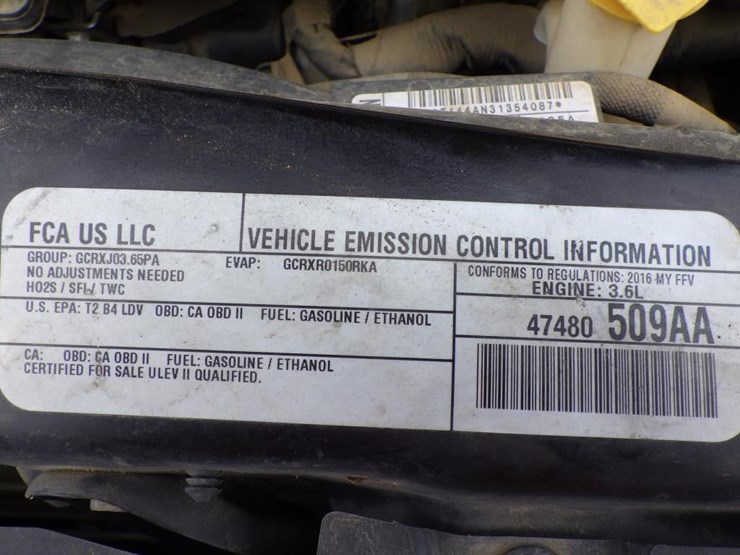 AN31354087*
FCA US LLC
VEHICLE EMISSION CONTROL INFORMATION
GROUP: GCRXJ03.65PA EVAP: GCRXR0150RKA
NO ADJUSTMENTS NEEDED
HO2S / SFI / TWC
CONFORMS TO REGULATIONS: 2016 MY FFV
ENGINE: 3.6L
U.S. EPA: T2 B4 LDV OBD: CA OBD II FUEL: GASOLINE / ETHANOL
47480 509AA
CA: OBD: CA OBD II FUEL: GASOLINE / ETHANOL
CERTIFIED FOR SALE ULEV II QUALIFIED.